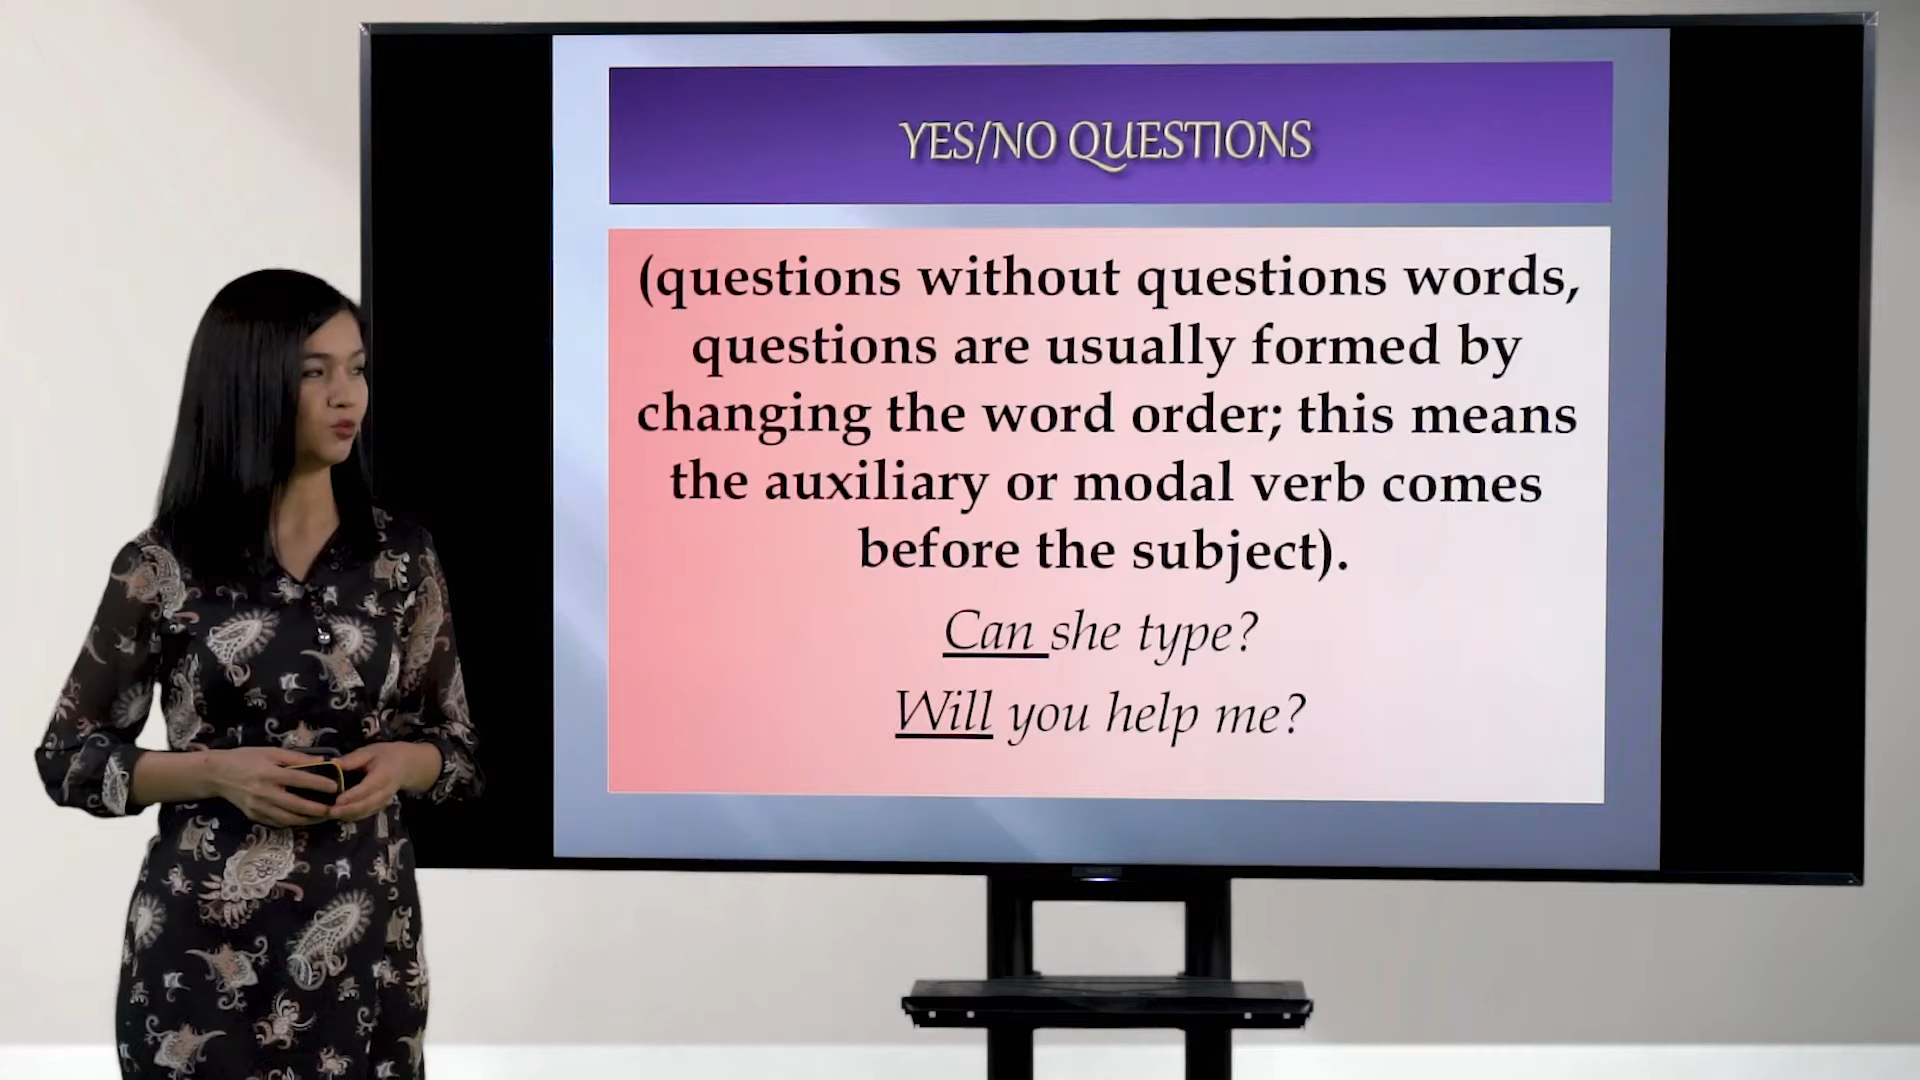 YES/NO QUESTIONS
(questions without questions words,
questions are usually formed by
changing the word order; this means
the auxiliary or modal verb comes
before the subject).
Can she type?
Will you help me?